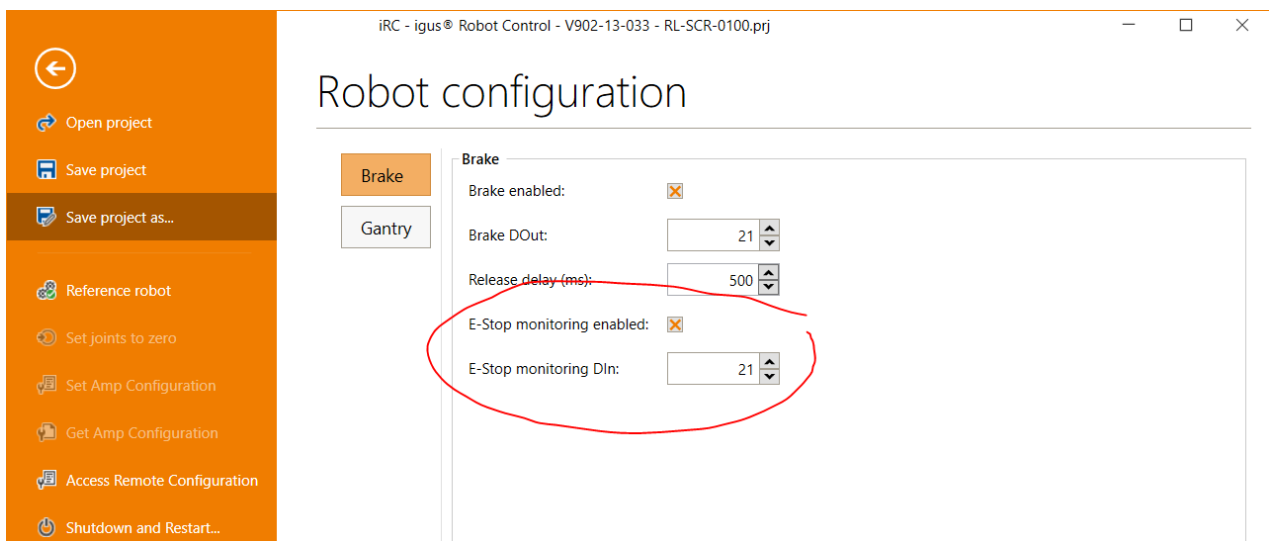 iRC - igus® Robot Control - V902-13-033 - RL-SCR-0100.prj
Robot configuration
Open project
Save project
Save project as...
Reference robot
Set joints to zero
Set Amp Configuration
Get Amp Configuration
Access Remote Configuration
Shutdown and Restart...
Brake
Gantry
Brake
Brake enabled:
Brake DOut: 21
Release delay (ms): 500
E-Stop monitoring enabled:
E-Stop monitoring DIn: 21